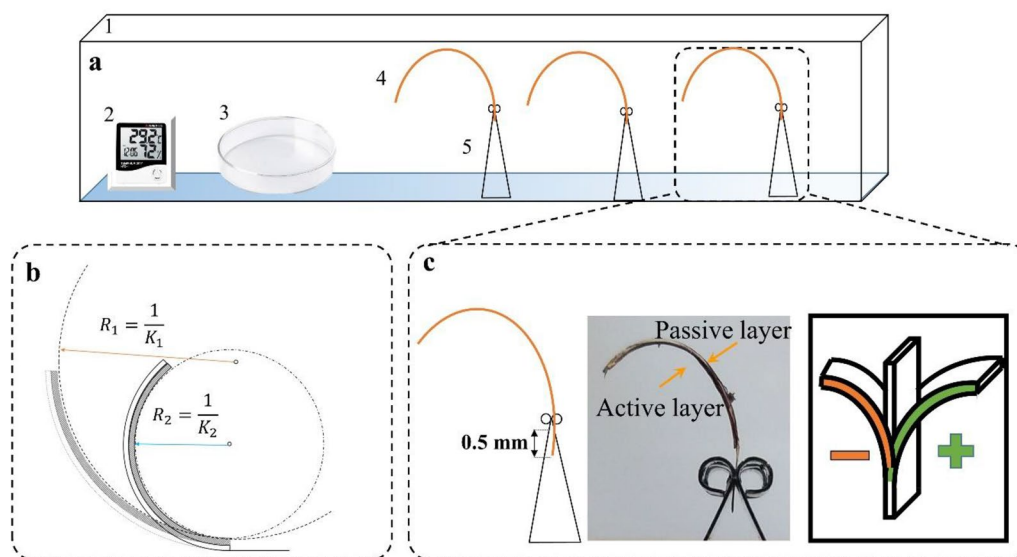 1
a
2
3
4
5
29.2
72
b
R₁ = 1/K₁
R₂ = 1/K₂
c
Passive layer
Active layer
0.5 mm
−
+